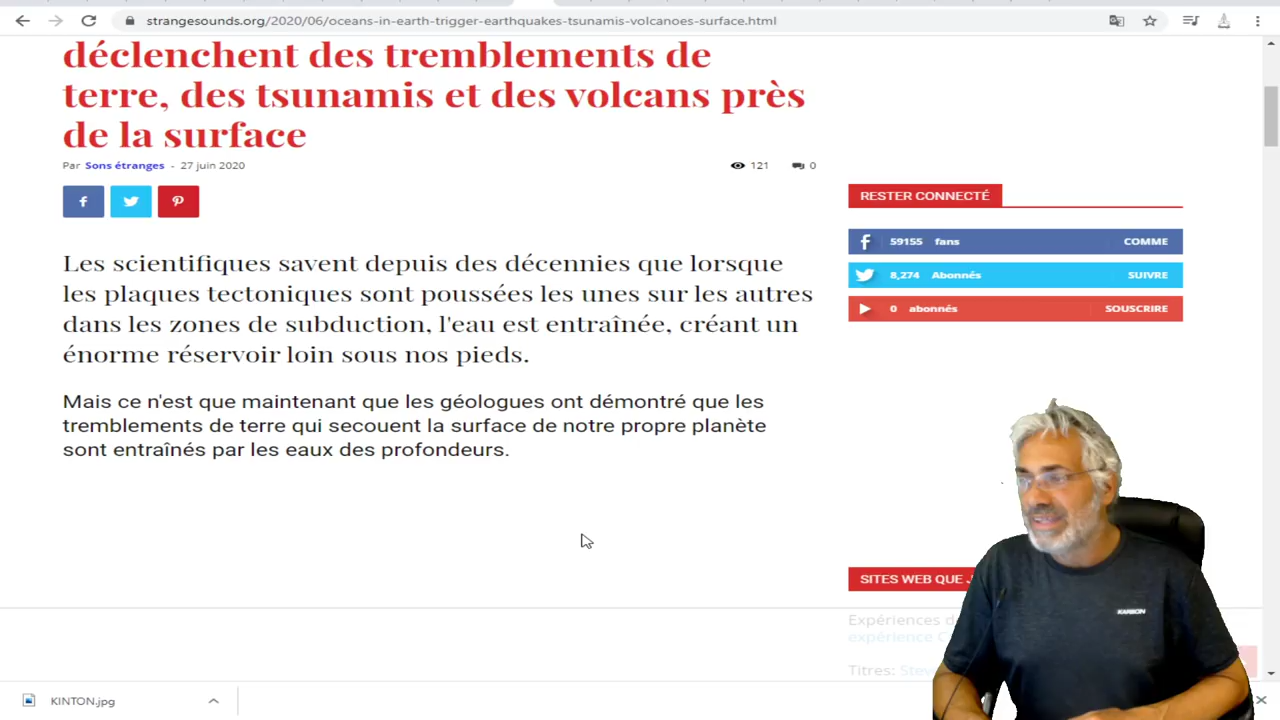 strangesounds.org/2020/06/oceans-in-earth-trigger-earthquakes-tsunamis-volcanoes-surface.html
déclenchent des tremblements de
terre, des tsunamis et des volcans près
de la surface
Par Sons étranges - 27 juin 2020
121
0
Les scientifiques savent depuis des décennies que lorsque
les plaques tectoniques sont poussées les unes sur les autres
dans les zones de subduction, l'eau est entraînée, créant un
énorme réservoir loin sous nos pieds.
Mais ce n'est que maintenant que les géologues ont démontré que les
tremblements de terre qui secouent la surface de notre propre planète
sont entraînés par les eaux des profondeurs.
RESTER CONNECTÉ
59155 fans COMME
8,274 Abonnés SUIVRE
0 abonnés SOUSCRIRE
SITES WEB QUE
Expériences
expérience
Titres:
KARBON
KINTON.jpg